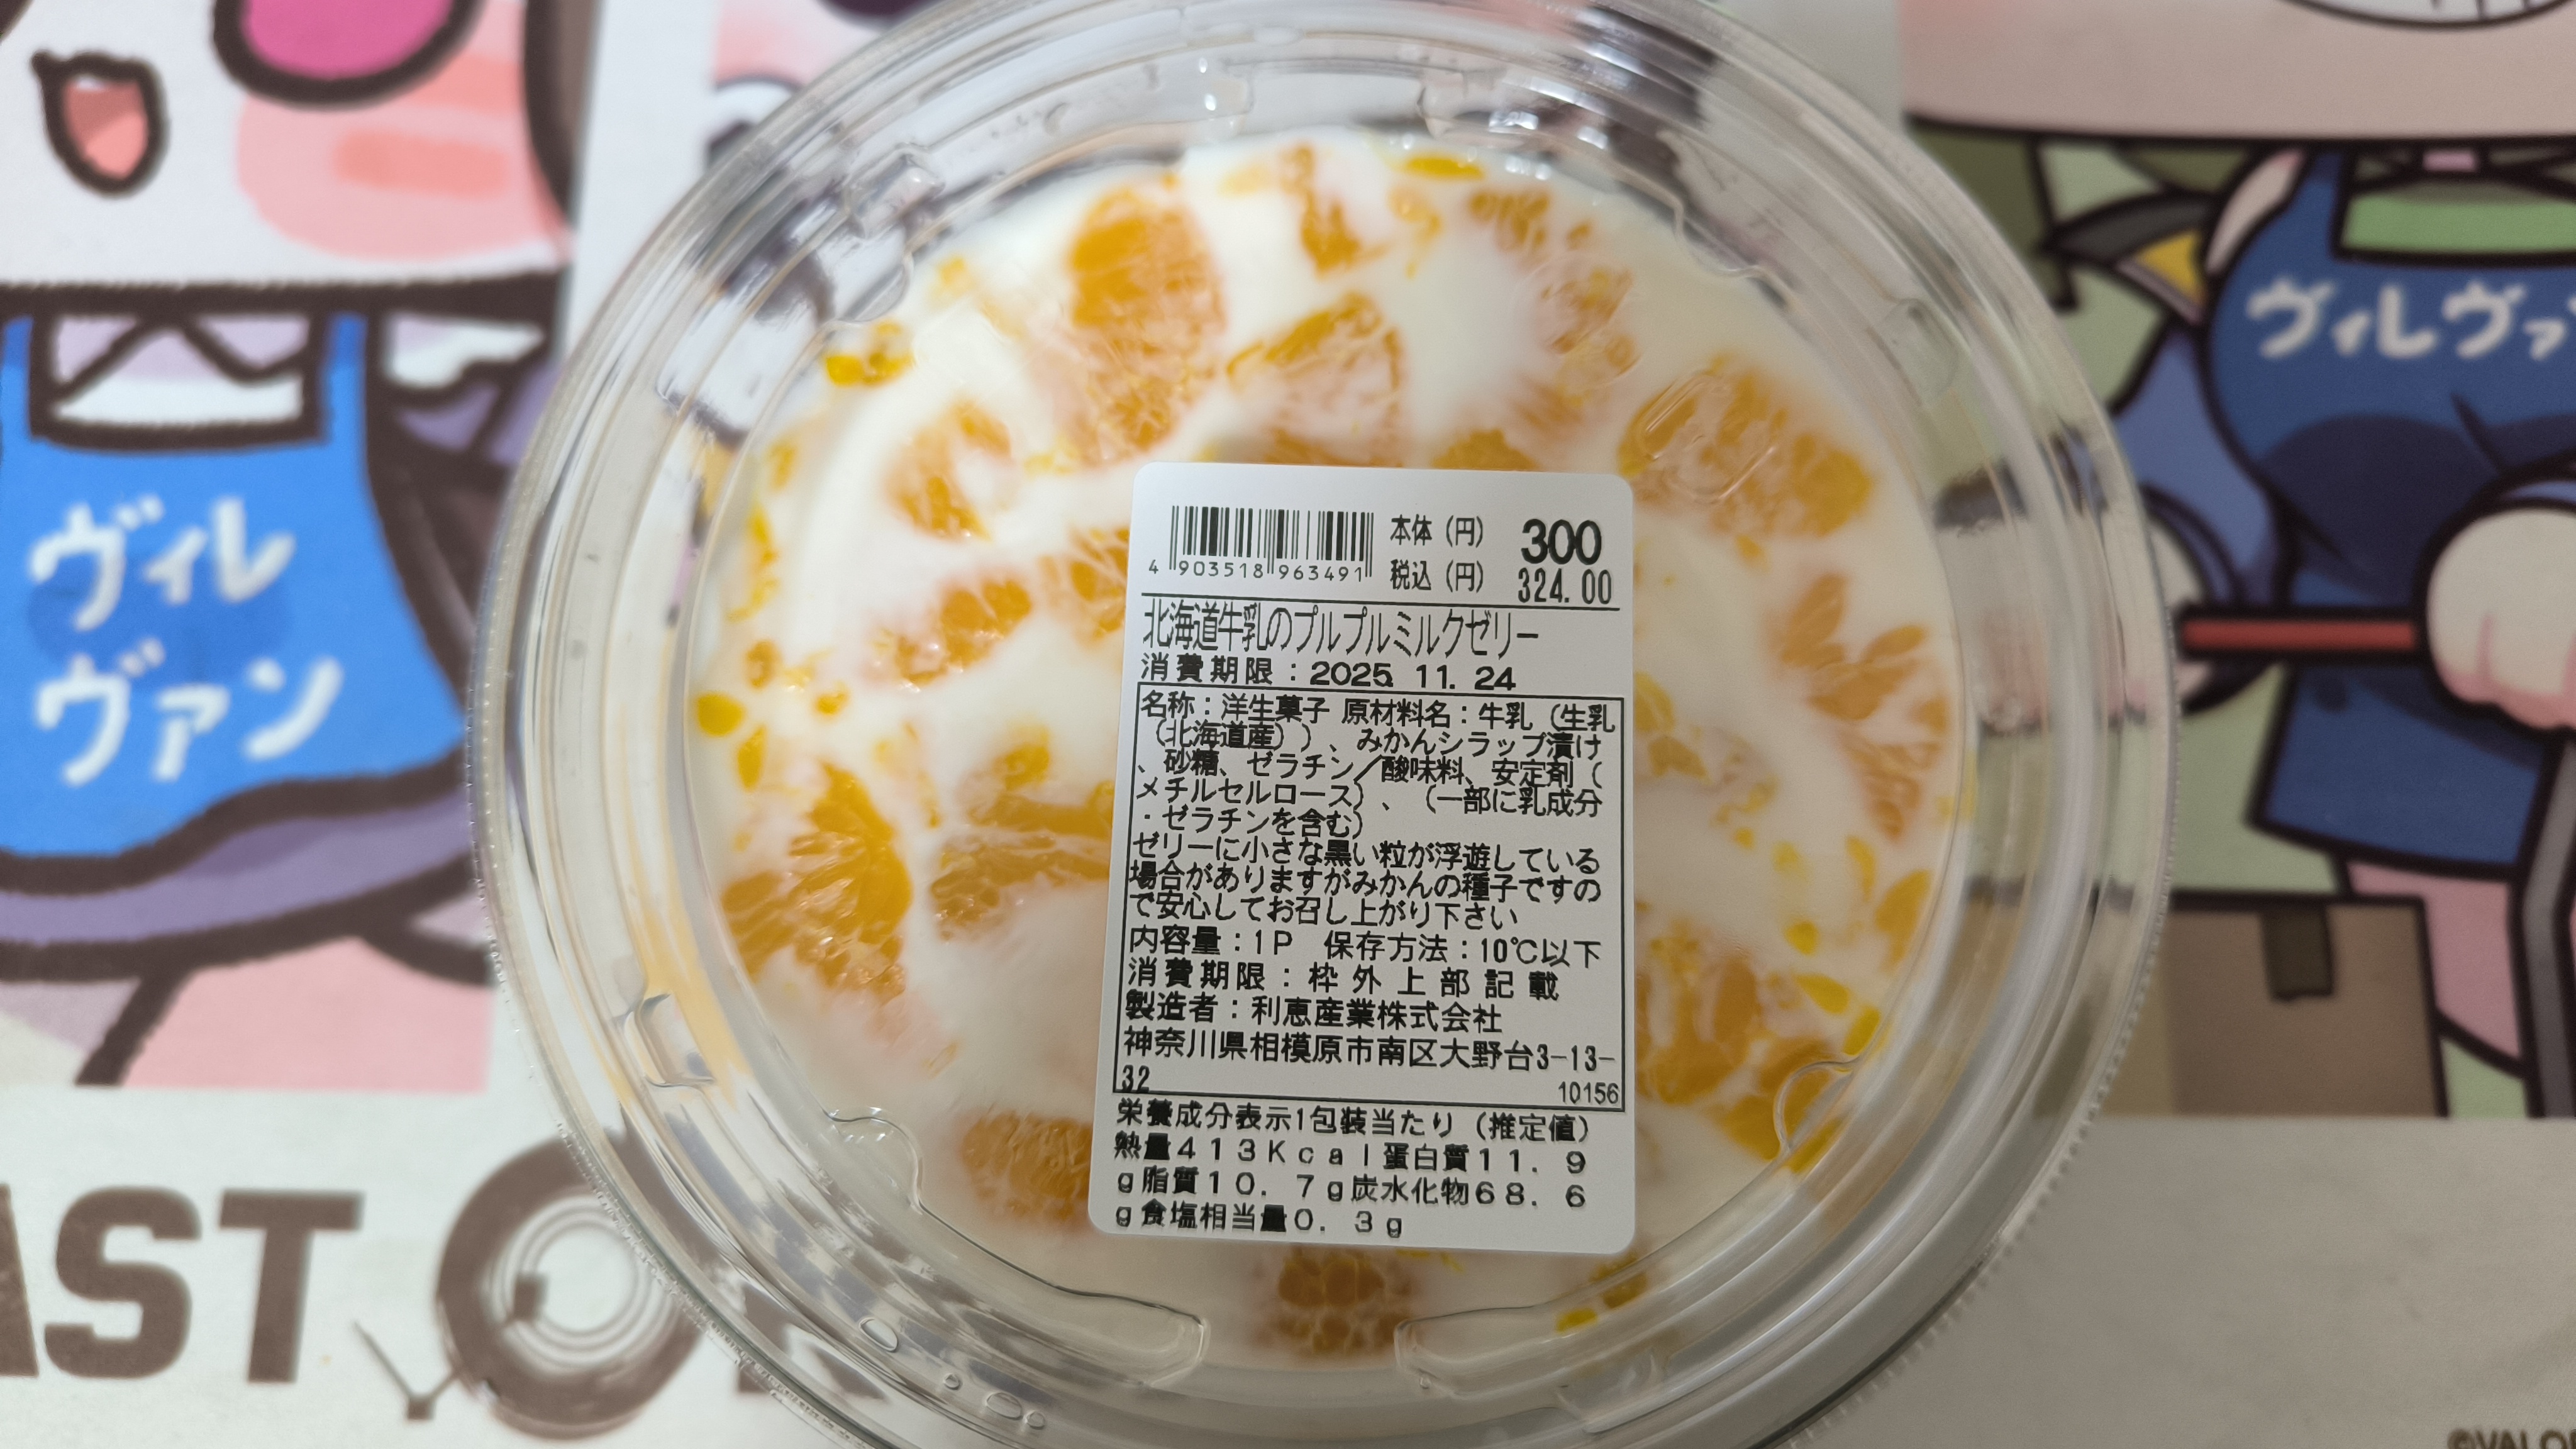 ヴィレ
ヴァン
ヴィレヴァ
AST
4 903518 963491
本体（円） 300
税込（円） 324.00
北海道牛乳のプルプルミルクゼリー
消費期限：2025. 11. 24
名称：洋生菓子 原材料名：牛乳（生乳
（北海道産））、みかんシラップ漬け
、砂糖、ゼラチン／酸味料、安定剤（
メチルセルロース）、（一部に乳成分
・ゼラチンを含む）
ゼリーに小さな黒い粒が浮遊している
場合がありますがみかんの種子ですの
で安心してお召し上がり下さい
内容量：1P 保存方法：10℃以下
消費期限：枠外上部記載
製造者：利恵産業株式会社
神奈川県相模原市南区大野台3-13-
32 10156
栄養成分表示1包装当たり（推定値）
熱量413Kcal蛋白質11．9
g脂質10．7g炭水化物68．6
g食塩相当量0．3g